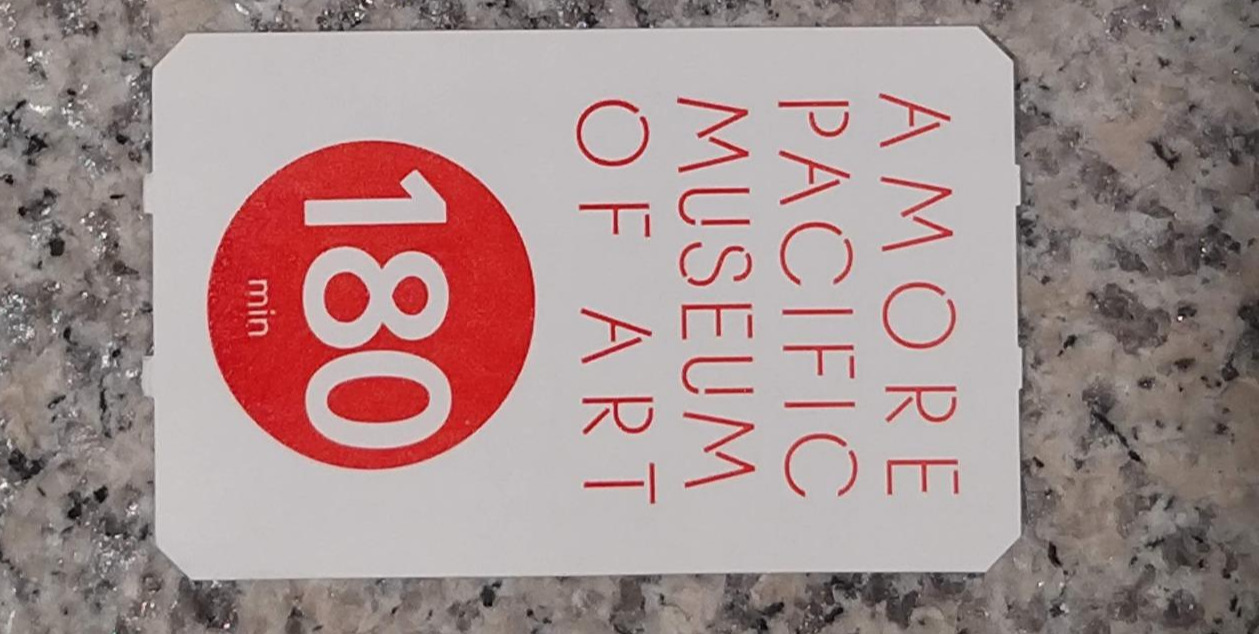 AMORE
PACIFIC
MUSEUM
OF ART
180
min